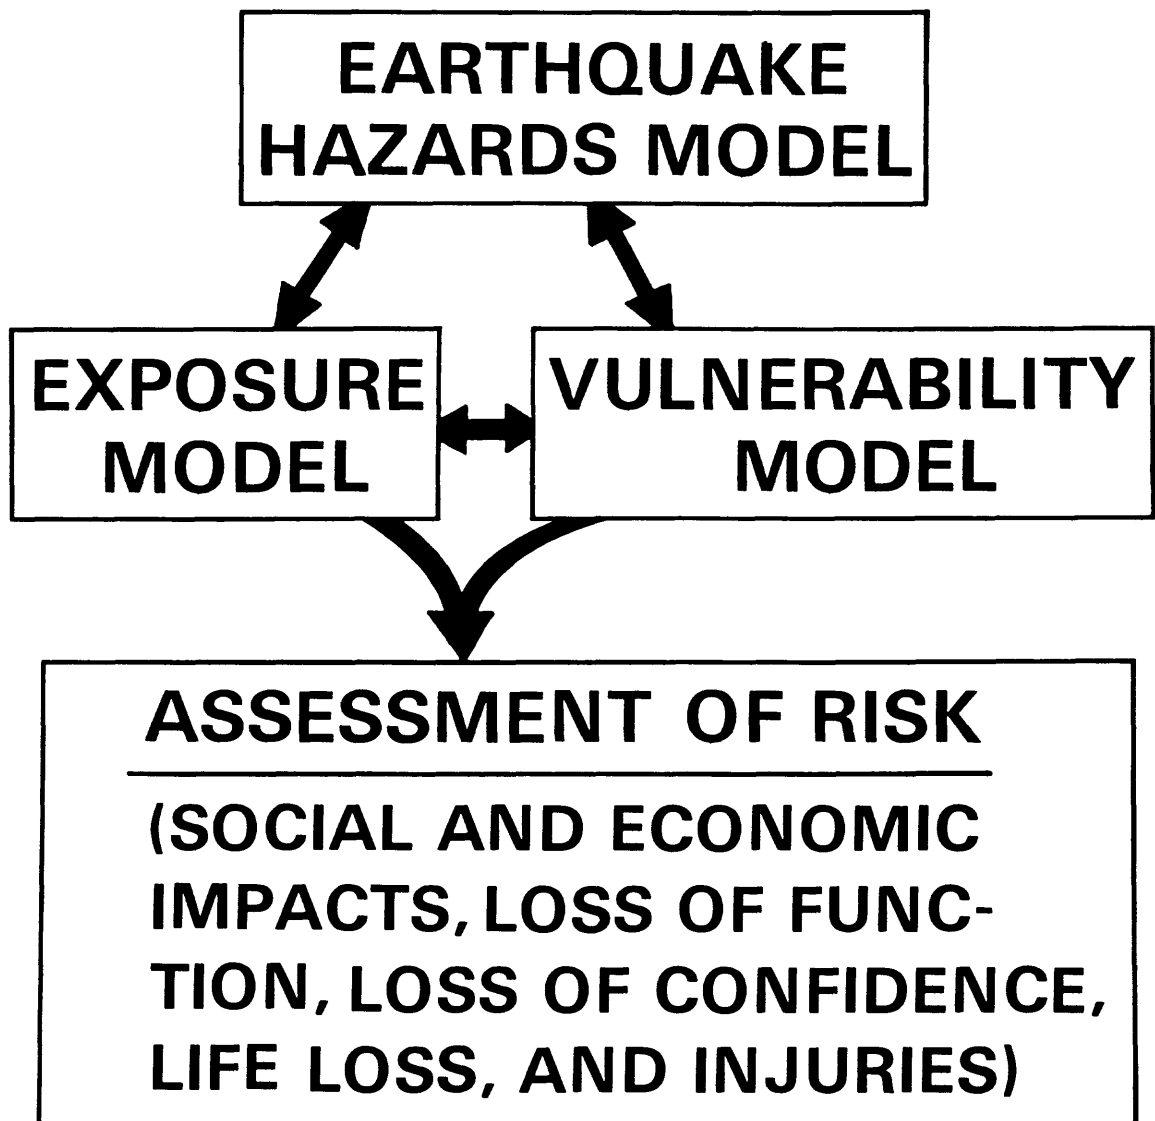 EARTHQUAKE
HAZARDS MODEL
EXPOSURE
MODEL
VULNERABILITY
MODEL
ASSESSMENT OF RISK
(SOCIAL AND ECONOMIC
IMPACTS, LOSS OF FUNC-
TION, LOSS OF CONFIDENCE,
LIFE LOSS, AND INJURIES)